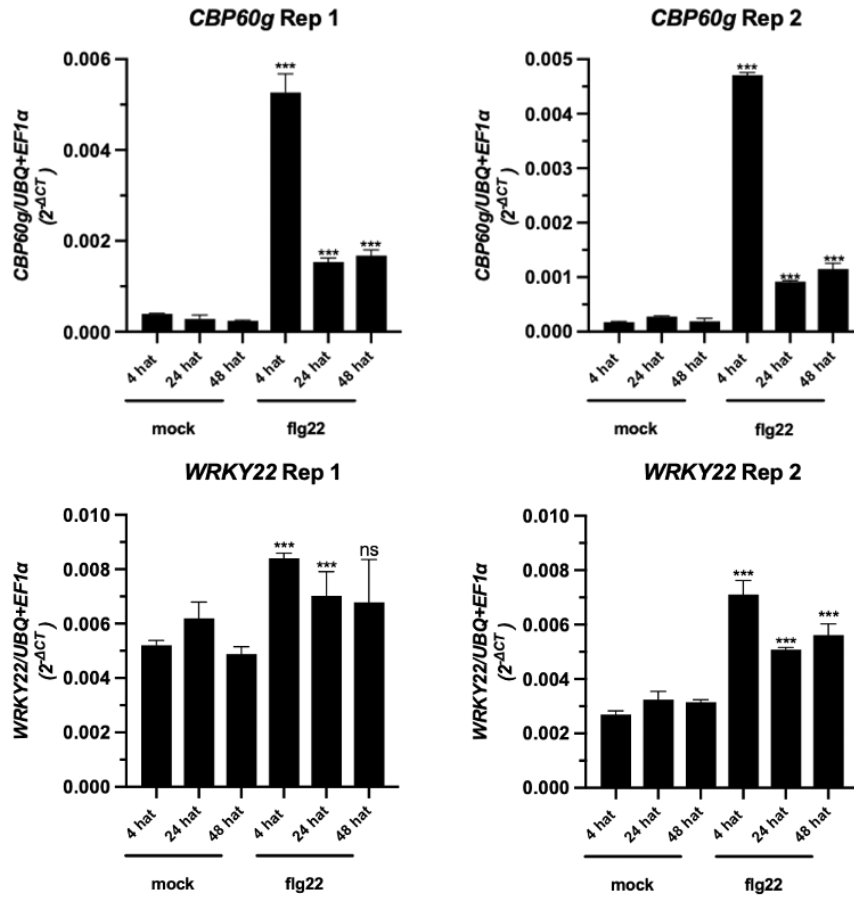 CBP60g Rep 1
CBP60g/UBQ+EF1α
(2^-ΔCT)
0.006
0.004
0.002
0.000
***
***
***
4 hat
24 hat
48 hat
4 hat
24 hat
48 hat
mock
flg22
CBP60g Rep 2
CBP60g/UBQ+EF1α
(2^-ΔCT)
0.005
0.004
0.003
0.002
0.001
0.000
***
***
***
4 hat
24 hat
48 hat
4 hat
24 hat
48 hat
mock
flg22
WRKY22 Rep 1
WRKY22/UBQ+EF1α
(2^-ΔCT)
0.010
0.008
0.006
0.004
0.002
0.000
***
***
ns
4 hat
24 hat
48 hat
4 hat
24 hat
48 hat
mock
flg22
WRKY22 Rep 2
WRKY22/UBQ+EF1α
(2^-ΔCT)
0.010
0.008
0.006
0.004
0.002
0.000
***
***
***
4 hat
24 hat
48 hat
4 hat
24 hat
48 hat
mock
flg22